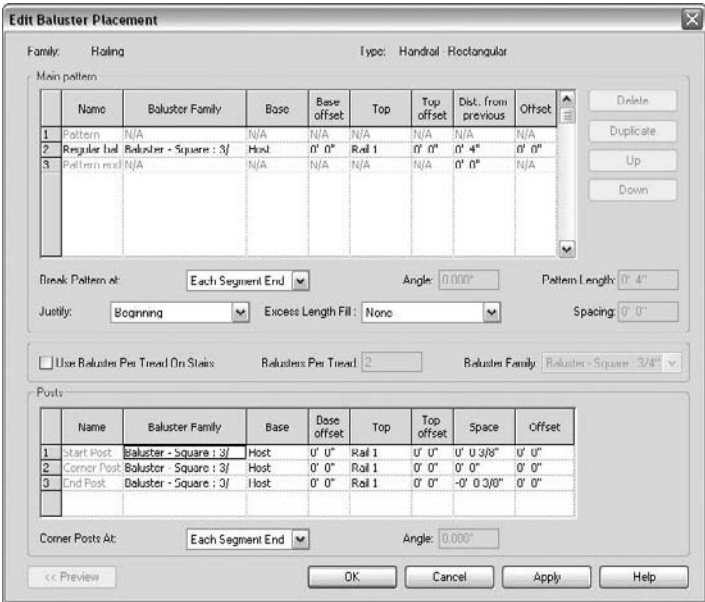 Edit Baluster Placement
Family: Railing Type: Handrail - Rectangular
Main pattern
Name Baluster Family Base Base offset Top Top offset Dist. from previous Offset
1 Pattern N/A N/A N/A N/A N/A N/A N/A
2 Regular bal Baluster - Square : 3/ Host 0' 0" Rail 1 0' 0" 0' 4" 0' 0"
3 Pattern end N/A N/A N/A N/A N/A 0' 0" N/A
Delete
Duplicate
Up
Down
Break Pattern at: Each Segment End Angle: 0.000° Pattern Length: 0' 4"
Justify: Beginning Excess Length Fill : None Spacing: 0' 0"
Use Baluster Per Tread On Stairs Balusters Per Tread: 2 Baluster Family: Baluster - Square : 3/4"
Posts
Name Baluster Family Base Base offset Top Top offset Space Offset
1 Start Post Baluster - Square : 3/ Host 0' 0" Rail 1 0' 0" 0' 0 3/8" 0' 0"
2 Corner Post Baluster - Square : 3/ Host 0' 0" Rail 1 0' 0" 0' 0" 0' 0"
3 End Post Baluster - Square : 3/ Host 0' 0" Rail 1 0' 0" -0' 0 3/8" 0' 0"
Corner Posts At: Each Segment End Angle: 0.000°
<< Preview OK Cancel Apply Help